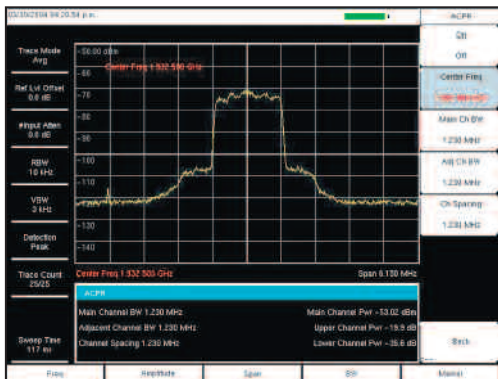 04:20:54 p.m.
ACPR
Trace Mode
Avg
Ref Lvl Offset
0.0 dB
#Input Atten
0.0 dB
RBW
10 kHz
VBW
3 kHz
Detection
Peak
Trace Count
25/25
Sweep Time
117 ms
-50.00 dBm
Center Freq 1.932 500 GHz
-60
-70
-80
-90
-100
-110
-120
-130
-140
Center Freq 1.932 500 GHz
Span 6.130 MHz
ACPR
Main Channel BW 1.230 MHz
Main Channel Pwr -53.02 dBm
Adjacent Channel BW 1.230 MHz
Upper Channel Pwr -19.9 dB
Channel Spacing 1.230 MHz
Lower Channel Pwr -35.6 dB
On
Off
Center Freq
Main Ch BW
1.230 MHz
Adj Ch BW
1.230 MHz
Ch Spacing
1.230 MHz
Back
Freq
Amplitude
Span
BW
Marker